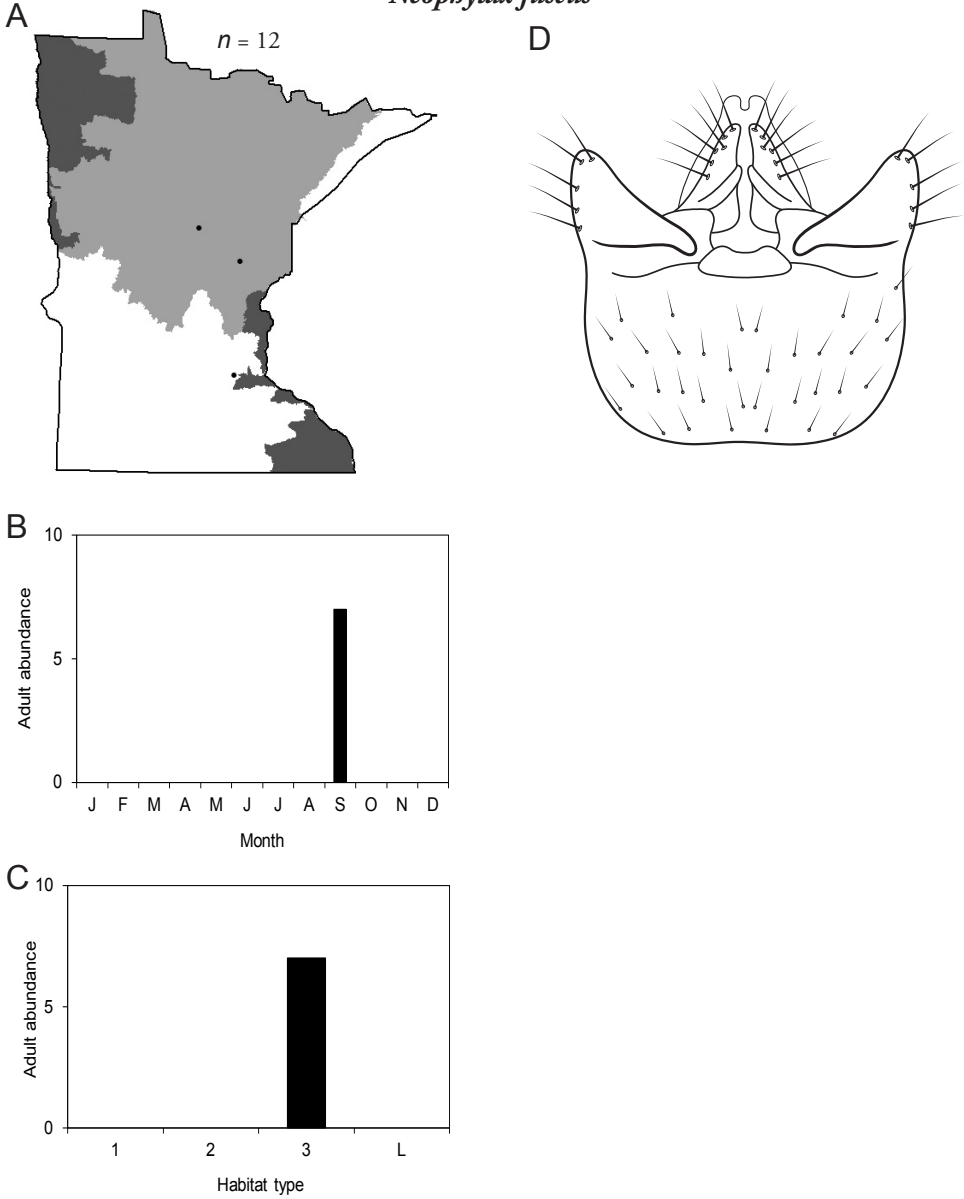 Neophylax fuscus
A
n = 12
D
B
10
5
0
Adult abundance
J F M A M J J A S O N D
Month
C
10
5
0
Adult abundance
1 2 3 L
Habitat type